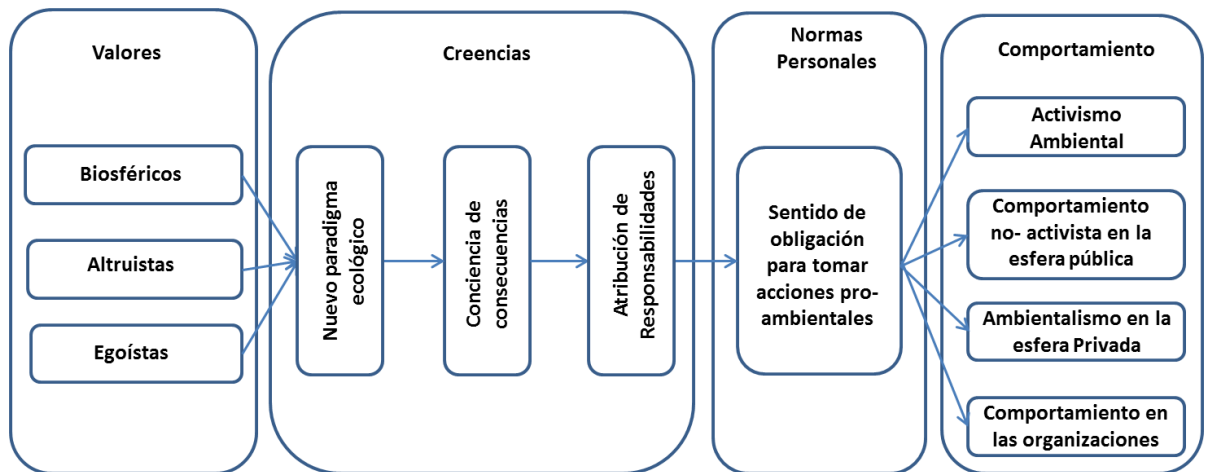 Valores
Biosféricos
Altruistas
Egoístas
Creencias
Nuevo paradigma
ecológico
Conciencia de
consecuencias
Atribución de
Responsabilidades
Normas
Personales
Sentido de
obligación
para tomar
acciones pro-
ambientales
Comportamiento
Activismo
Ambiental
Comportamiento
no- activista en la
esfera pública
Ambientalismo en la
esfera Privada
Comportamiento en
las organizaciones